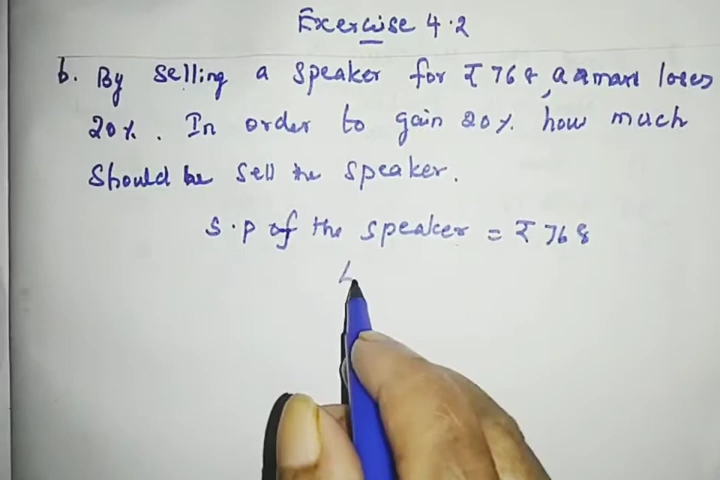 Exercise 4.2
6. By selling a speaker for ₹ 768, a man loses
20%. In order to gain 20% how much
should be sell the speaker.
S.P of the speaker = ₹ 768
L